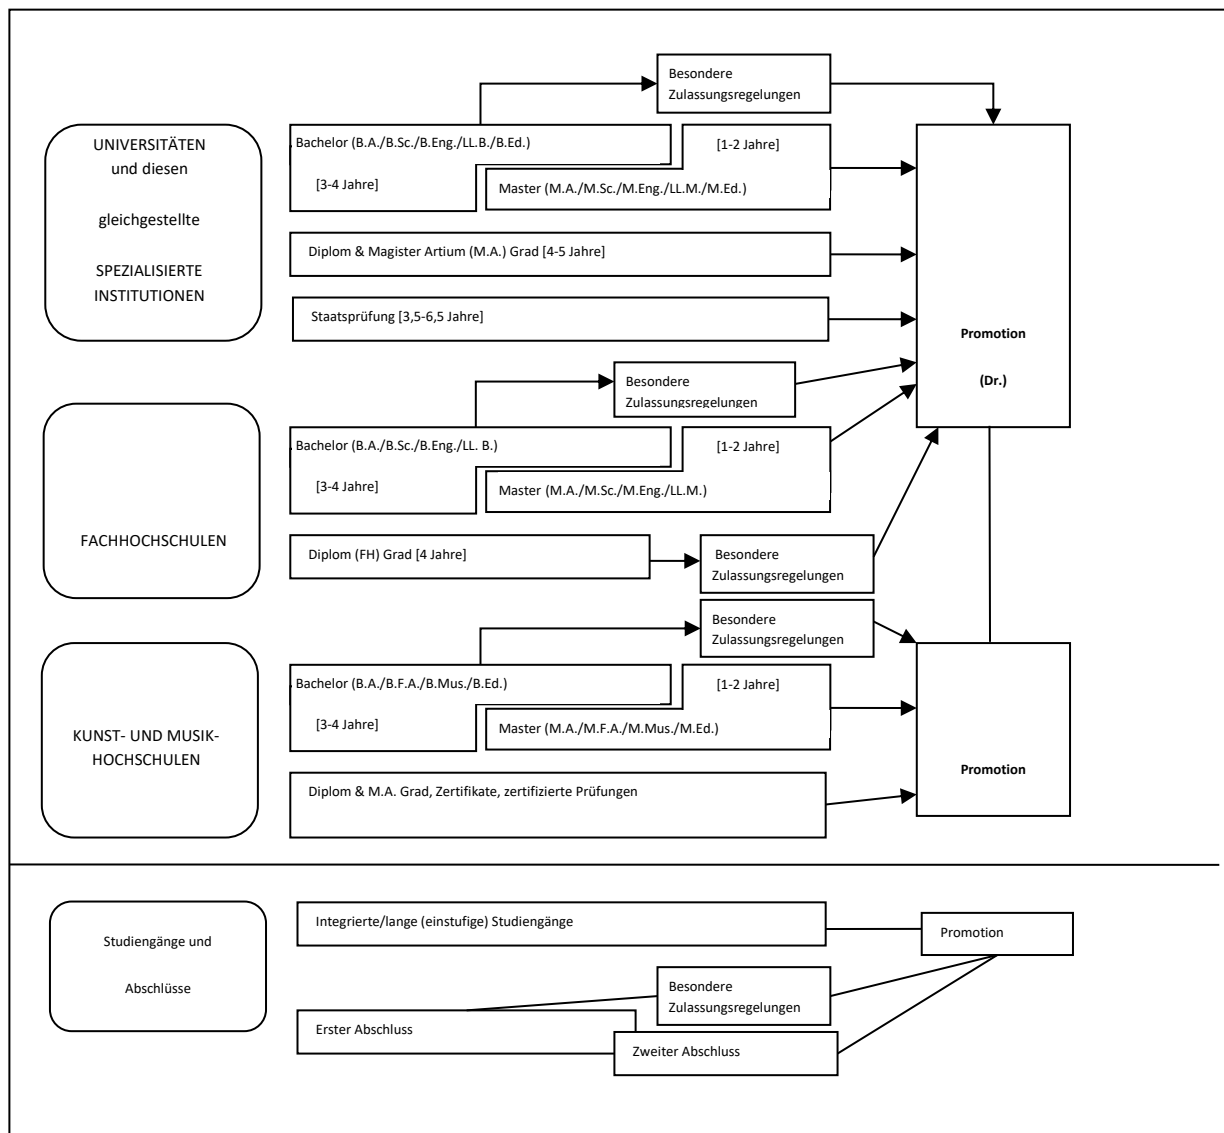 Besondere
Zulassungsregelungen
UNIVERSITÄTEN
und diesen
gleichgestellte
SPEZIALISIERTE
INSTITUTIONEN
Bachelor (B.A./B.Sc./B.Eng./LL.B./B.Ed.)
[3-4 Jahre]
[1-2 Jahre]
Master (M.A./M.Sc./M.Eng./LL.M./M.Ed.)
Diplom & Magister Artium (M.A.) Grad [4-5 Jahre]
Staatsprüfung [3,5-6,5 Jahre]
Promotion
(Dr.)
Besondere
Zulassungsregelungen
FACHHOCHSCHULEN
Bachelor (B.A./B.Sc./B.Eng./LL. B.)
[3-4 Jahre]
[1-2 Jahre]
Master (M.A./M.Sc./M.Eng./LL.M.)
Diplom (FH) Grad [4 Jahre]
Besondere
Zulassungsregelungen
Besondere
Zulassungsregelungen
KUNST- UND MUSIK-
HOCHSCHULEN
Bachelor (B.A./B.F.A./B.Mus./B.Ed.)
[3-4 Jahre]
[1-2 Jahre]
Master (M.A./M.F.A./M.Mus./M.Ed.)
Diplom & M.A. Grad, Zertifikate, zertifizierte Prüfungen
Promotion
Studiengänge und
Abschlüsse
Integrierte/lange (einstufige) Studiengänge
Promotion
Besondere
Zulassungsregelungen
Erster Abschluss
Zweiter Abschluss